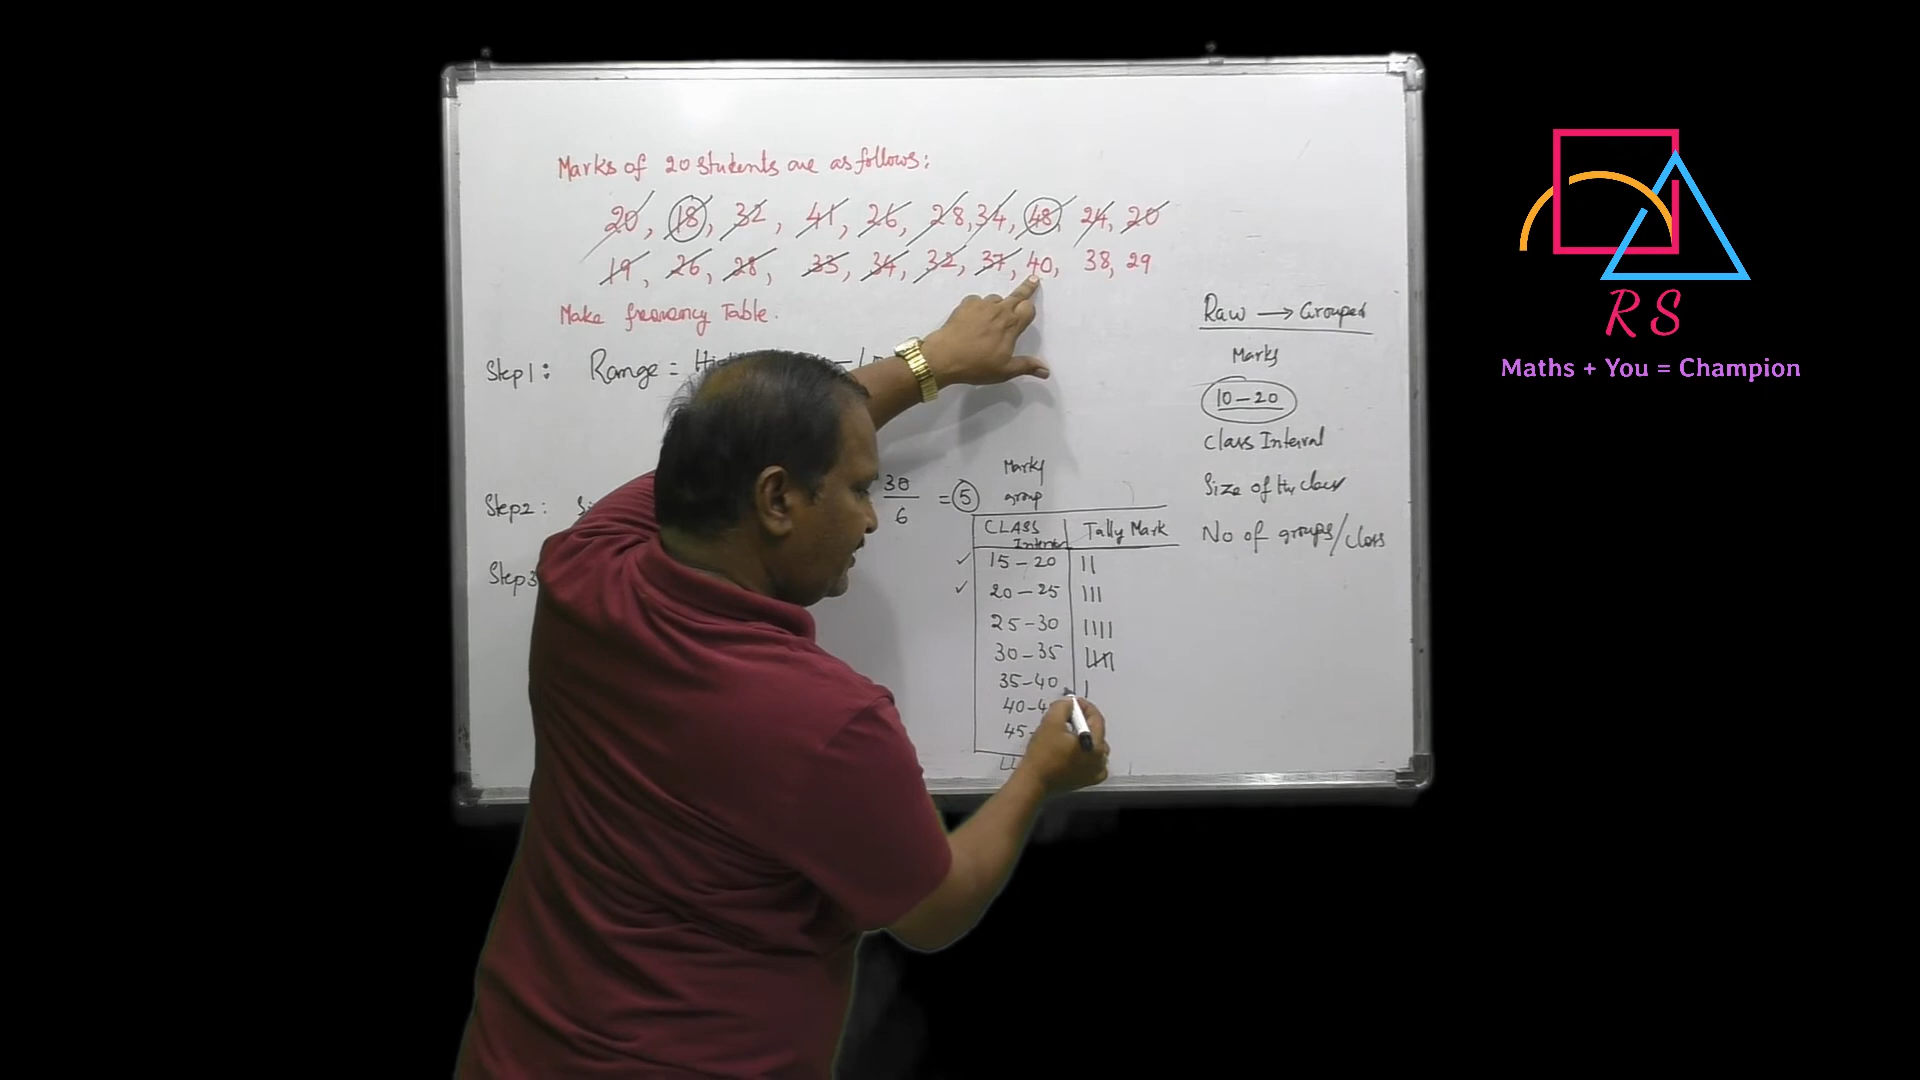 Marks of 20 students are as follows:
20, 18, 32, 41, 26, 28, 34, 48, 24, 20
19, 26, 28, 33, 34, 32, 37, 40, 38, 29
Make Table.
Step1: Range =
Step2: 30/6 = 5
Step3
Marks
group
CLASS Tally Mark
15-20 ||
20-25 |||
25-30 ||||
30-35
35-40 |
40-4
45-
Raw → Grouped
Marks
10-20
Class Interval
Size of the class
No of groups/class
RS
Maths + You = Champion